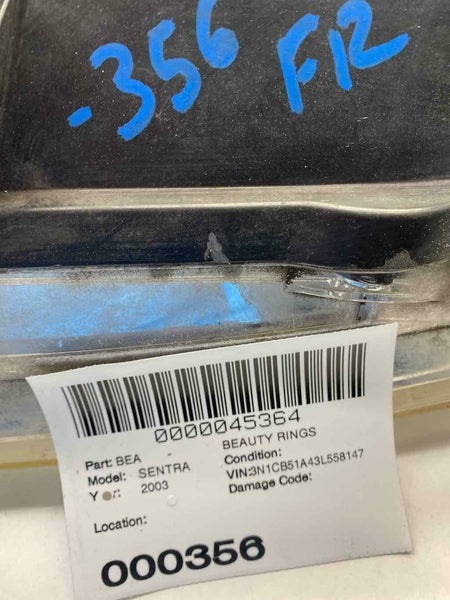 -356 FR
0000045364
BEAUTY RINGS
Part: BEA -
Condition:
Model: SENTRA
VIN:3N1CB51A43L558147
2003
Damage Code:
Location:
000356